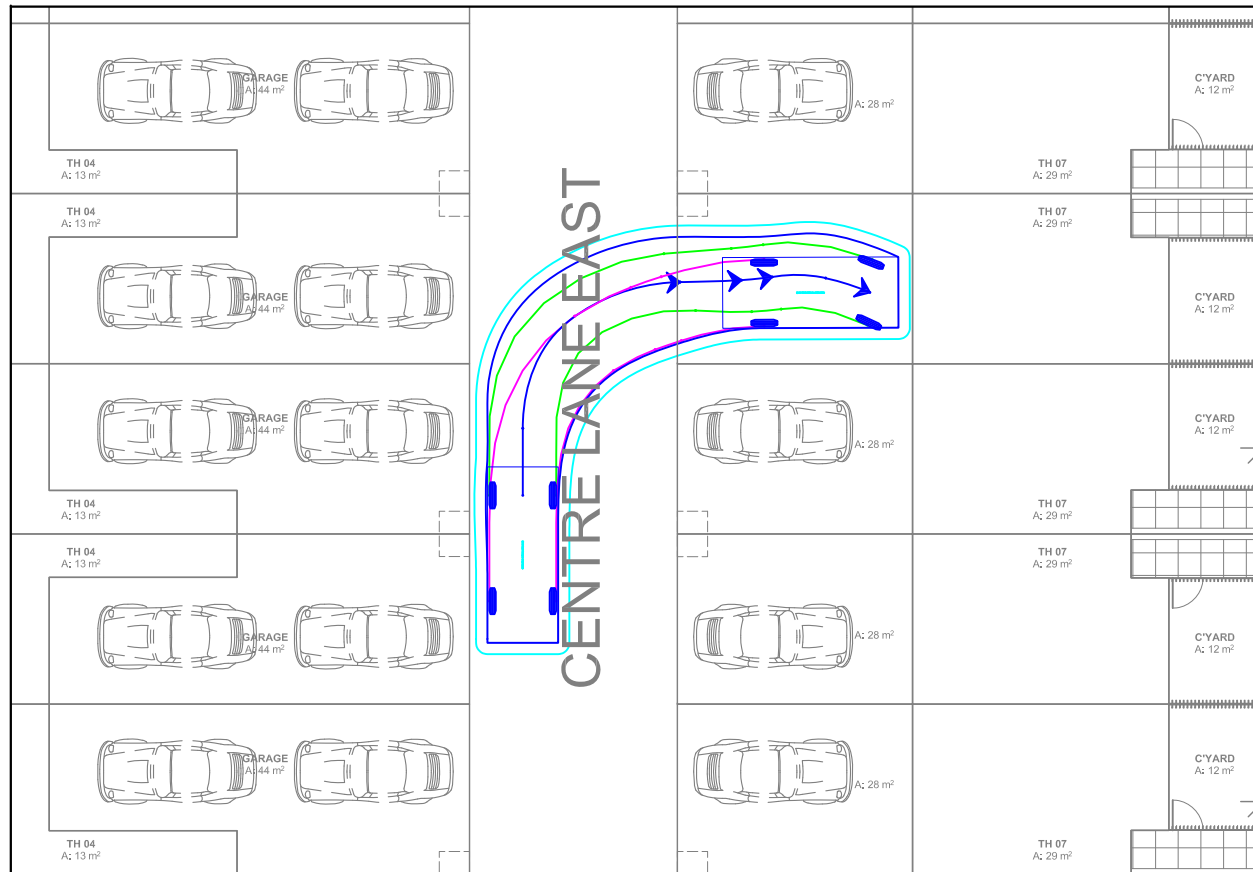 GARAGE
A: 44 m²
A: 28 m²
C'YARD
A: 12 m²
TH 04
A: 13 m²
TH 07
A: 29 m²
TH 04
A: 13 m²
TH 07
A: 29 m²
GARAGE
A: 44 m²
C'YARD
A: 12 m²
CENTRE LANE EAST
GARAGE
A: 44 m²
A: 28 m²
C'YARD
A: 12 m²
TH 04
A: 13 m²
TH 07
A: 29 m²
TH 04
A: 13 m²
TH 07
A: 29 m²
GARAGE
A: 44 m²
A: 28 m²
C'YARD
A: 12 m²
GARAGE
A: 44 m²
A: 28 m²
C'YARD
A: 12 m²
TH 04
A: 13 m²
TH 07
A: 29 m²